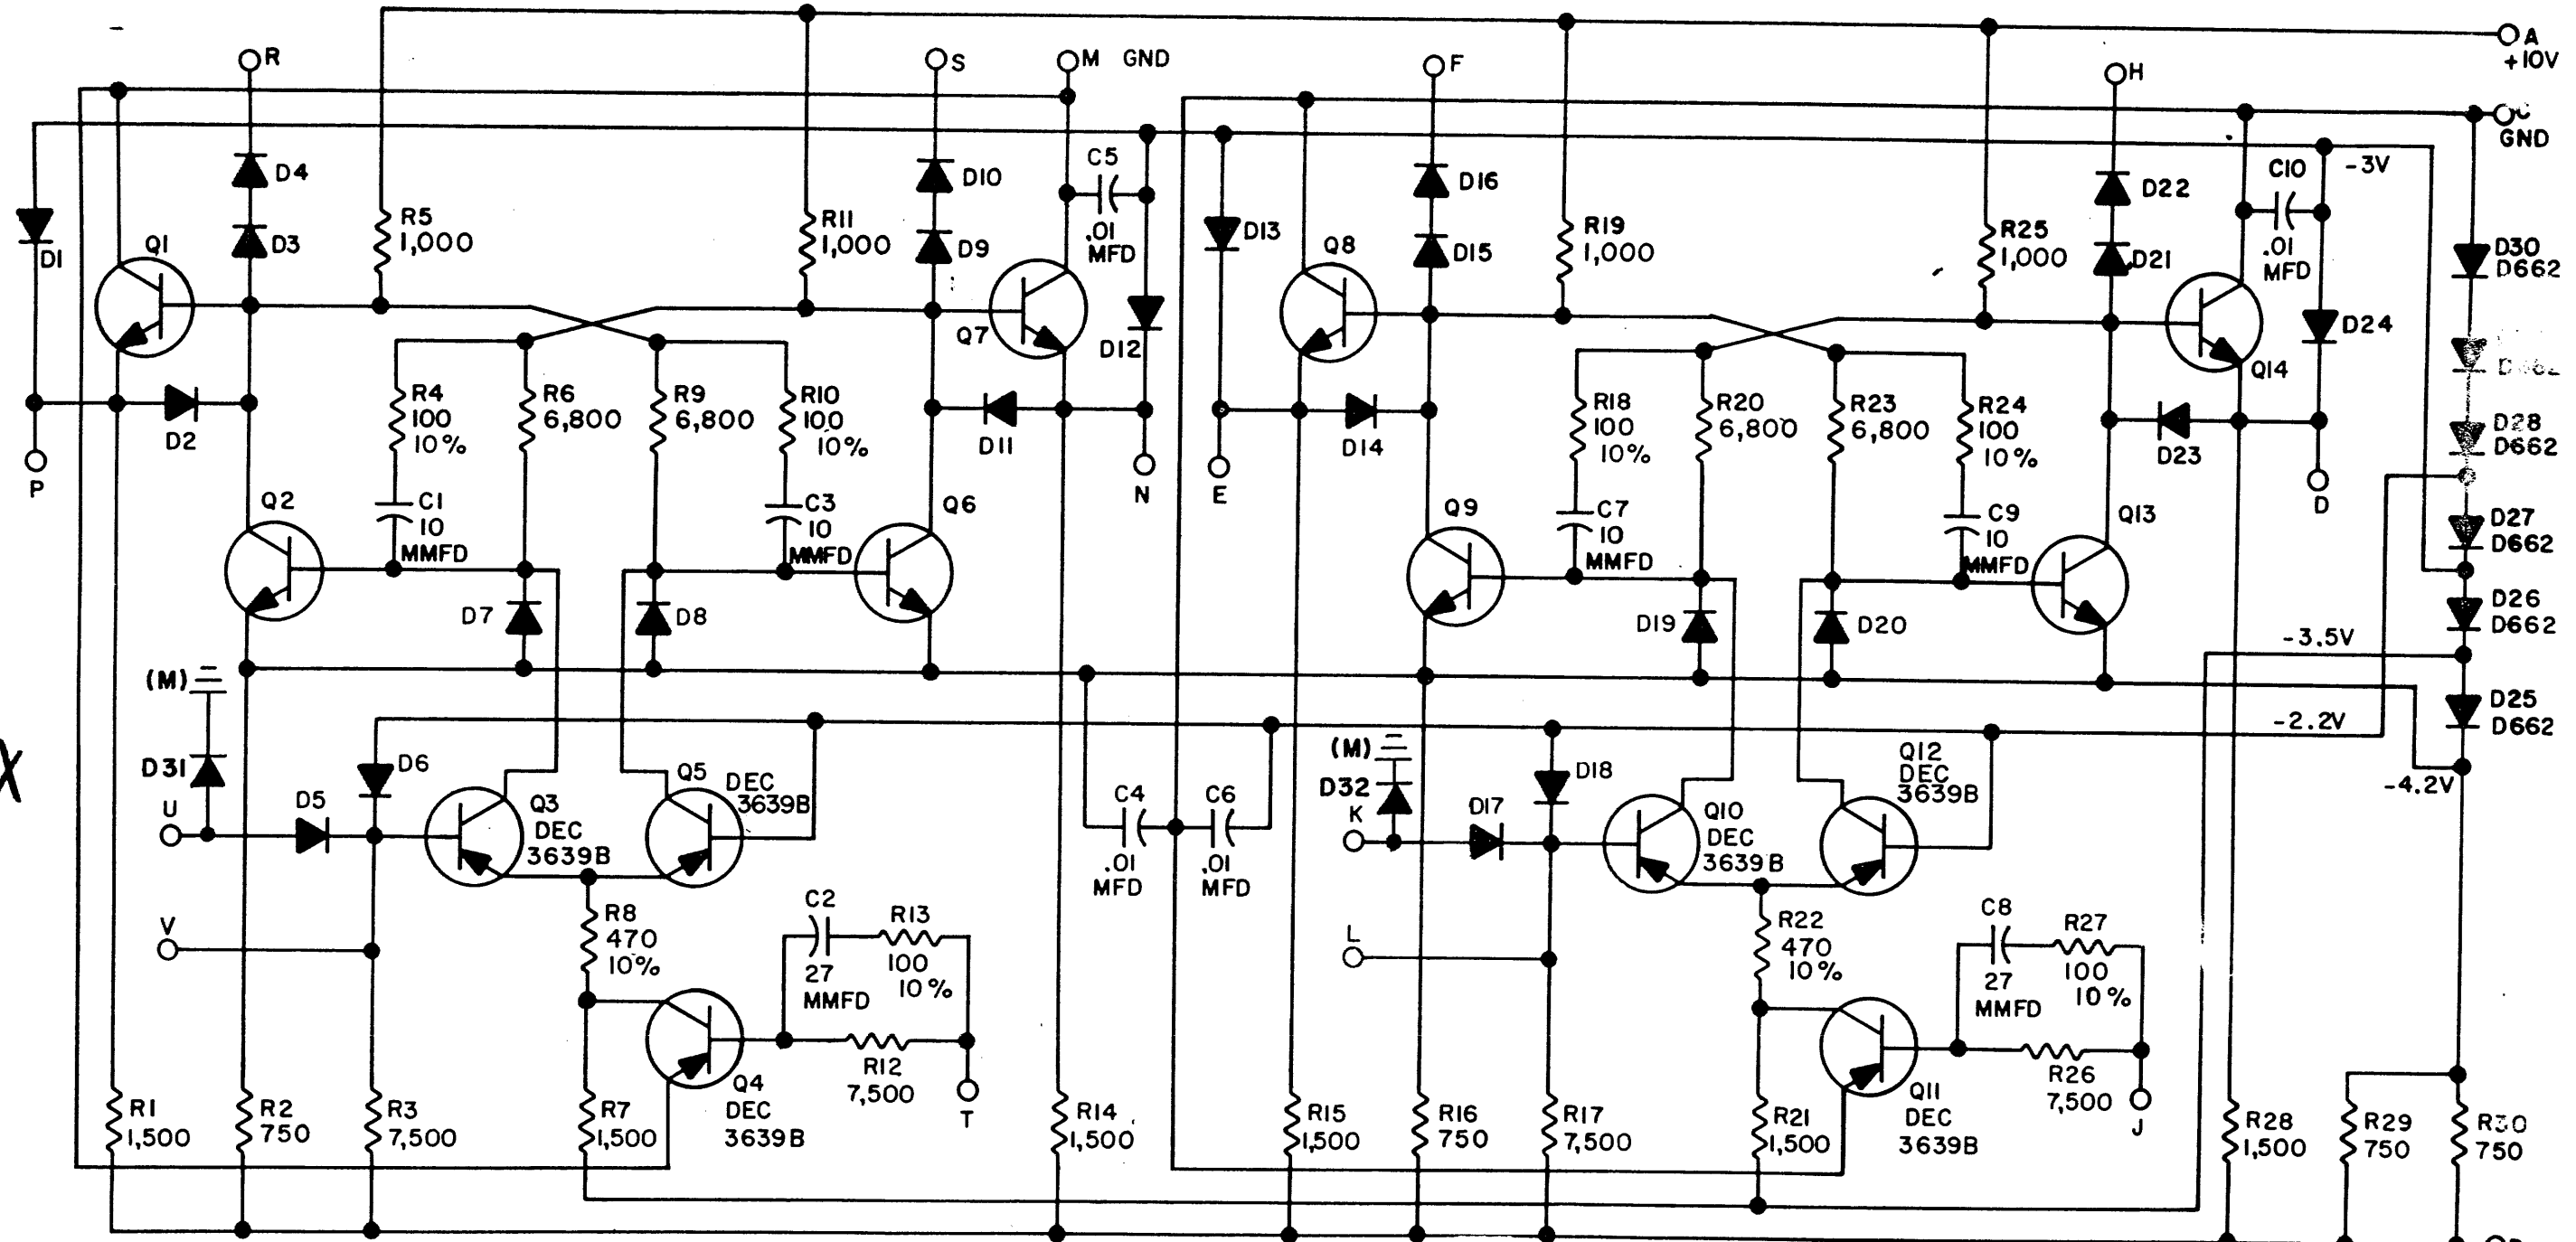 A
+10V
R
S
M GND
F
H
C
GND
-3V
D4
D10
C5
.01
MFD
D16
D22
C10
.01
MFD
D1
Q1
D3
R5
1,000
R11
1,000
D9
D13
Q8
D15
R19
1,000
R25
1,000
D21
D30
D662
Q7
D12
Q14
D24
D2
R4
100
10%
R6
6,800
R9
6,800
R10
100
10%
D11
D14
R18
100
10%
R20
6,800
R23
6,800
R24
100
10%
D23
D28
D662
P
N
E
D
Q2
C1
10
MMFD
C3
10
MMFD
Q6
Q9
C7
10
MMFD
C9
10
MMFD
Q13
D27
D662
D7
D8
D19
D20
D26
D662
-3.5V
(M)
D31
U
D5
D6
Q3
DEC
3639B
Q5
DEC
3639B
C4
.01
MFD
C6
.01
MFD
(M)
D32
K
D17
D18
Q10
DEC
3639B
Q12
DEC
3639B
-2.2V
D25
D662
-4.2V
X
V
R8
470
10%
C2
27
MMFD
R13
100
10%
L
R22
470
10%
C8
27
MMFD
R27
100
10%
R12
7,500
T
R26
7,500
J
R1
1,500
R2
750
R3
7,500
R7
1,500
Q4
DEC
3639B
R14
1,500
R15
1,500
R16
750
R17
7,500
R21
1,500
Q11
DEC
3639B
R28
1,500
R29
750
R30
750